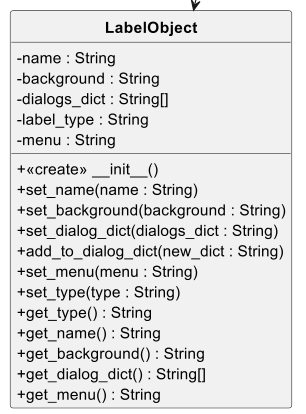 LabelObject
-name : String
-background : String
-dialogs_dict : String[]
-label_type : String
-menu : String
+«create» __init__()
+set_name(name : String)
+set_background(background : String)
+set_dialog_dict(dialogs_dict : String)
+add_to_dialog_dict(new_dict : String)
+set_menu(menu : String)
+set_type(type : String)
+get_type() : String
+get_name() : String
+get_background() : String
+get_dialog_dict() : String[]
+get_menu() : String